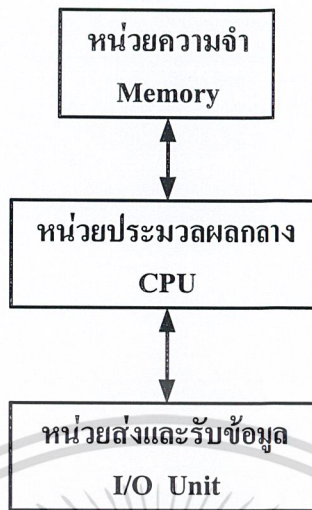 หน่วยความจำ
Memory
หน่วยประมวลผลกลาง
CPU
หน่วยส่งและรับข้อมูล
I/O Unit